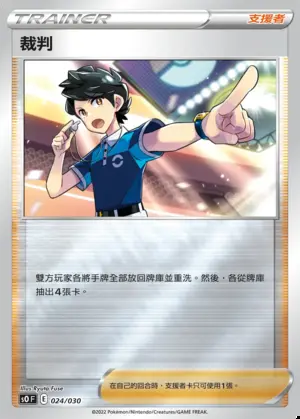 TRAINER 支援者
裁判
雙方玩家各將手牌全部放回牌庫並重洗。然後，各從牌庫
抽出4張卡。
Illus. Ryuta Fuse
sO F E 024/030
在自己的回合時，支援者卡只可使用1張。
©2022 Pokémon/Nintendo/Creatures/GAME FREAK.